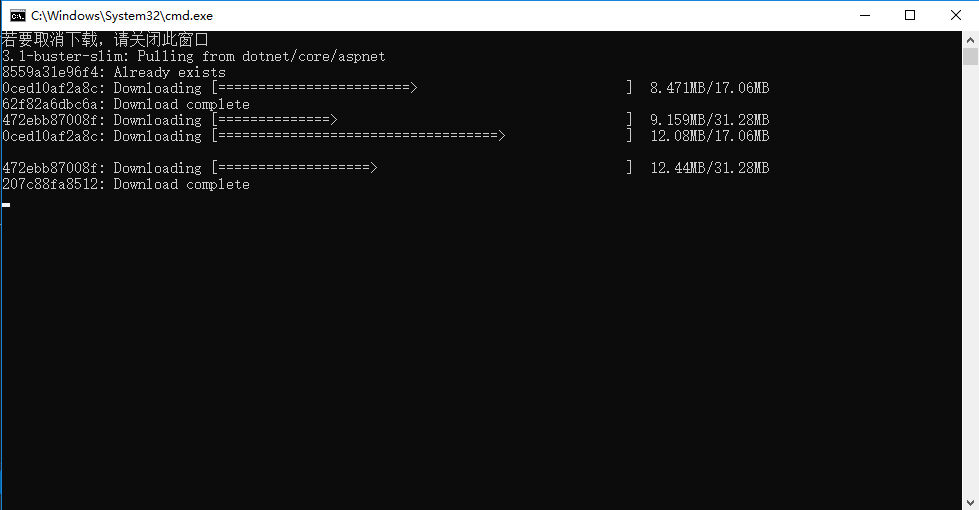 C:\Windows\System32\cmd.exe
若要取消下载，请关闭此窗口
3.1-buster-slim: Pulling from dotnet/core/aspnet
8559a31e96f4: Already exists
0ced10af2a8c: Downloading [========================>                          ]  8.471MB/17.06MB
62f82a6dbc6a: Download complete
472ebb87008f: Downloading [==============>                                    ]  9.159MB/31.28MB
0ced10af2a8c: Downloading [===================================>               ]  12.08MB/17.06MB
472ebb87008f: Downloading [===================>                               ]  12.44MB/31.28MB
207c88fa8512: Download complete